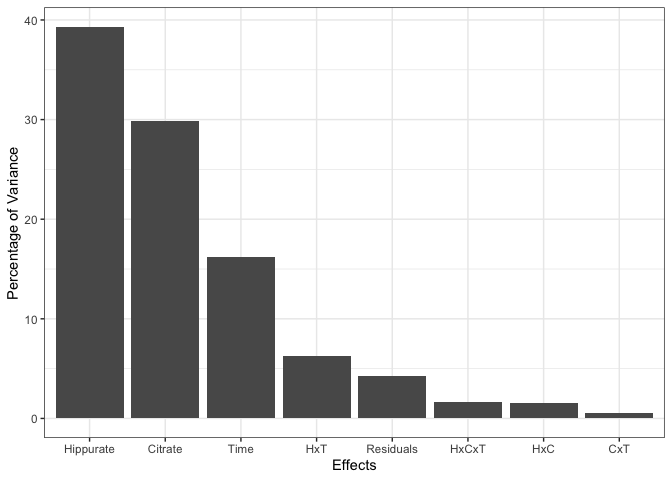 Percentage of Variance
40
30
20
10
0
Hippurate Citrate Time HxT Residuals HxCxT HxC CxT
Effects